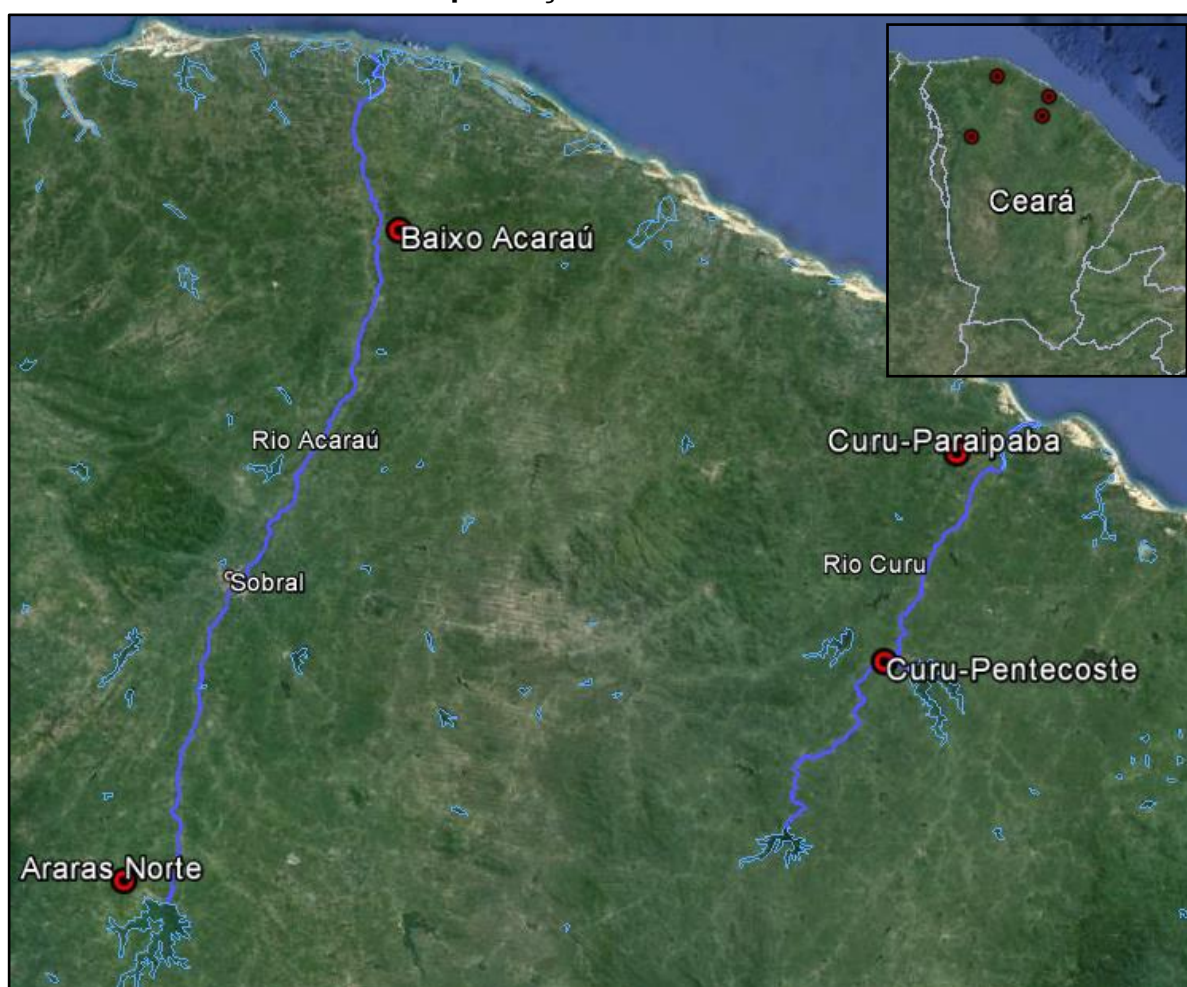 Ceará
Baixo Acaraú
Rio Acaraú
Curu-Paraipaba
Rio Curu
Sobral
Curu-Pentecoste
Araras Norte